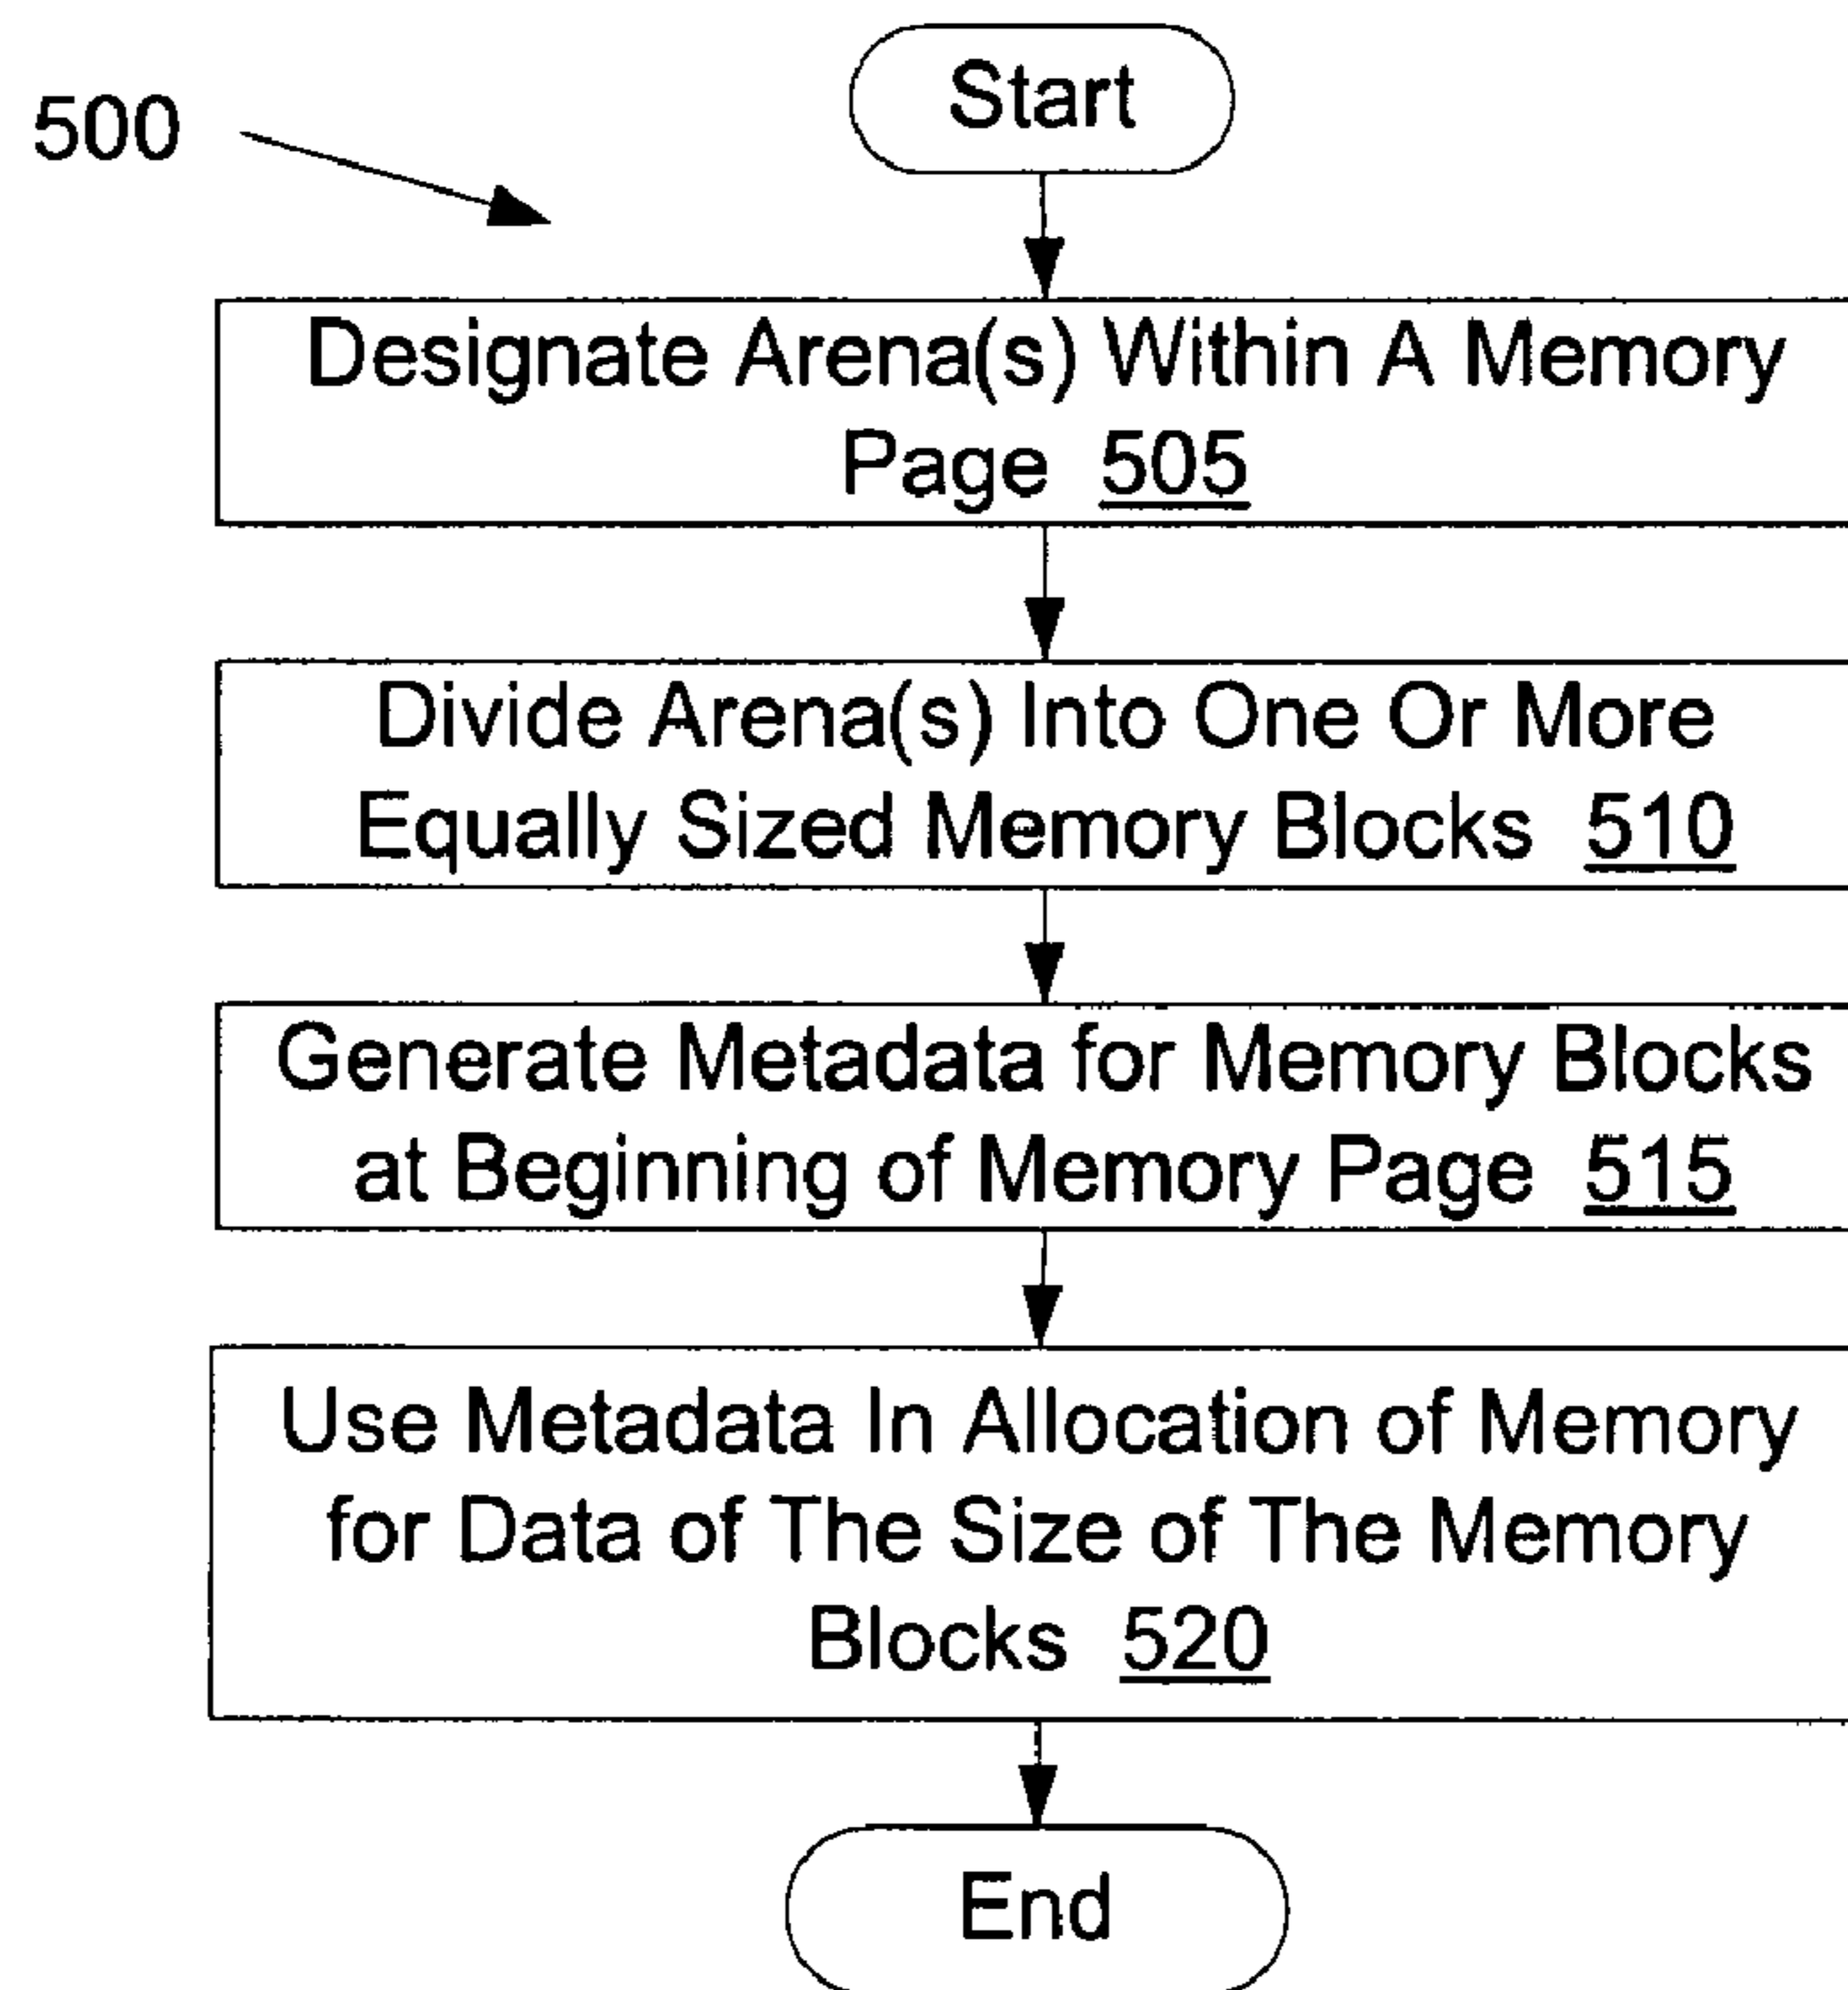 Start
500
Designate Arena(s) Within A Memory
Page 505
Divide Arena(s) Into One Or More
Equally Sized Memory Blocks 510
Generate Metadata for Memory Blocks
at Beginning of Memory Page 515
Use Metadata In Allocation of Memory
for Data of The Size of The Memory
Blocks 520
End